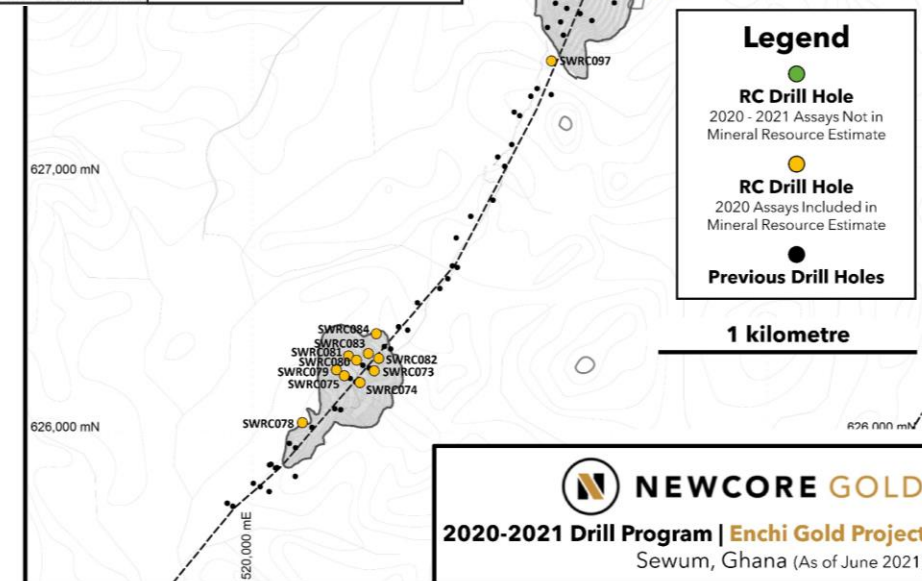 SWRC097
627,000 mN
Legend
RC Drill Hole
2020 - 2021 Assays Not in
Mineral Resource Estimate
RC Drill Hole
2020 Assays Included in
Mineral Resource Estimate
Previous Drill Holes
1 kilometre
SWRC084
SWRC083
SWRC081
SWRC080
SWRC082
SWRC079
SWRC073
SWRC075
SWRC074
SWRC078
626,000 mN
626,000 mN
520,000 mE
N NEWCORE GOLD
2020-2021 Drill Program | Enchi Gold Project
Sewum, Ghana (As of June 2021